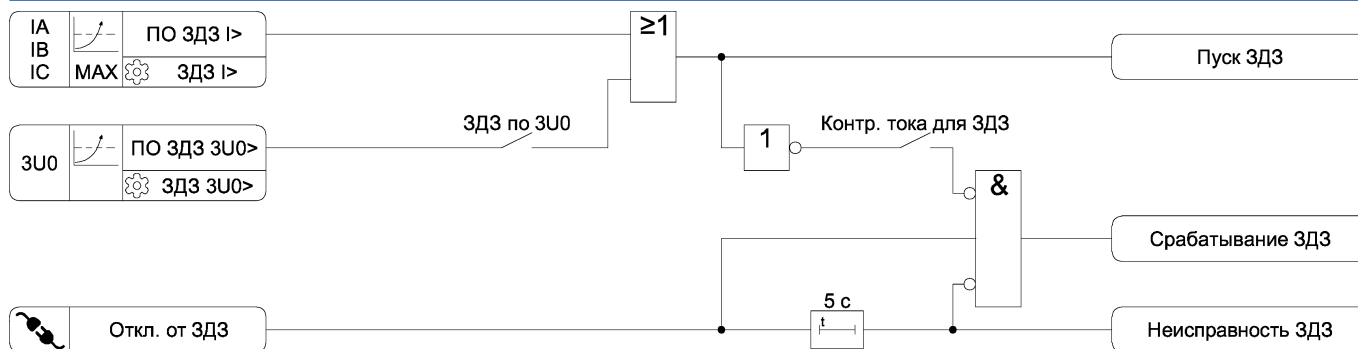 IA
IB
IC
MAX
ПО ЗДЗ I>
ЗДЗ I>
≥1
Пуск ЗДЗ
3U0
ПО ЗДЗ 3U0>
ЗДЗ 3U0>
ЗДЗ по 3U0
1
Контр. тока для ЗДЗ
&
Срабатывание ЗДЗ
Откл. от ЗДЗ
5 с
t
Неисправность ЗДЗ